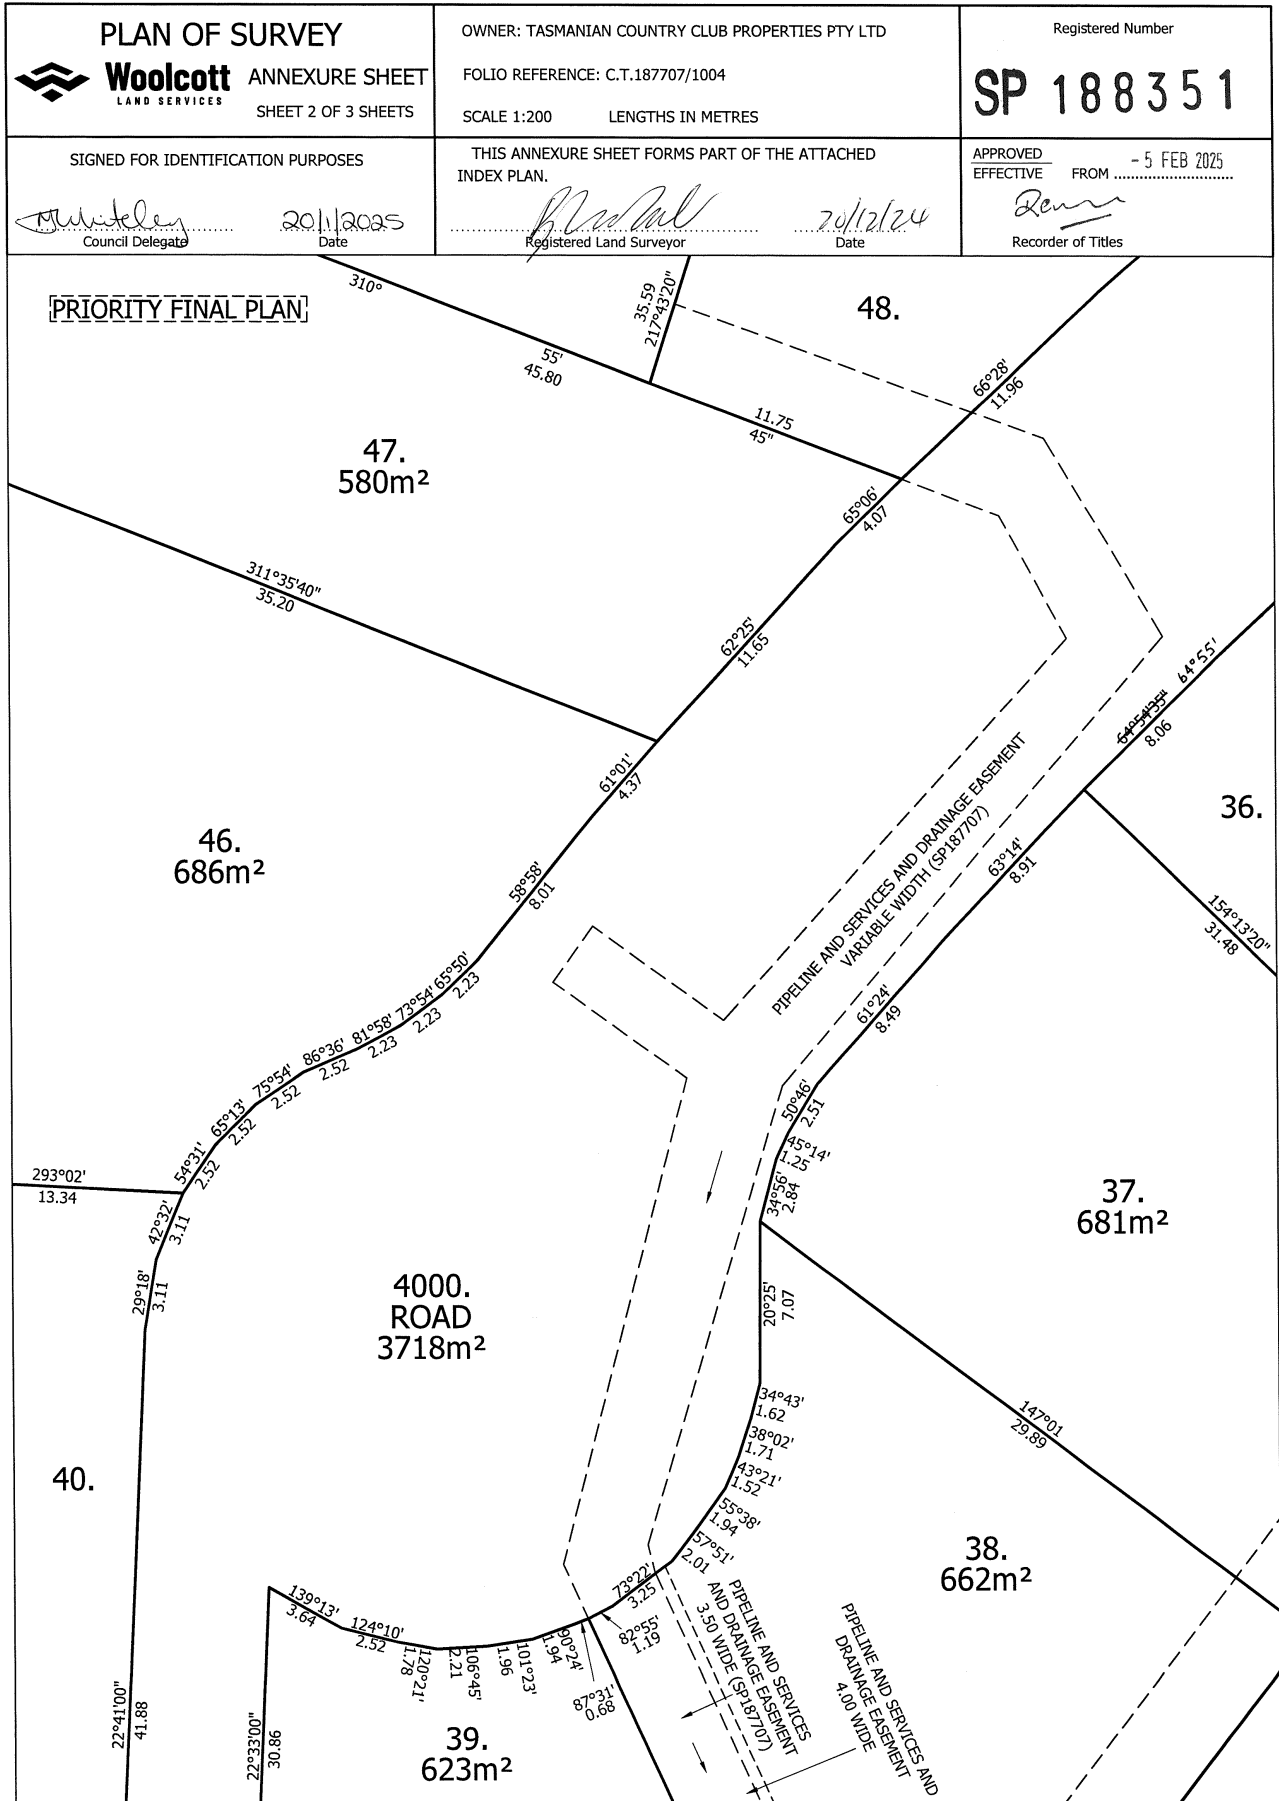 PLAN OF SURVEY
Woolcott
LAND SERVICES
ANNEXURE SHEET
SHEET 2 OF 3 SHEETS
OWNER: TASMANIAN COUNTRY CLUB PROPERTIES PTY LTD
FOLIO REFERENCE: C.T.187707/1004
SCALE 1:200 LENGTHS IN METRES
Registered Number
SP 188351
SIGNED FOR IDENTIFICATION PURPOSES
20/1/2025
Council Delegate Date
THIS ANNEXURE SHEET FORMS PART OF THE ATTACHED
INDEX PLAN.
20/12/24
Registered Land Surveyor Date
APPROVED
EFFECTIVE FROM - 5 FEB 2025
Recorder of Titles
PRIORITY FINAL PLAN
310°
55'
45.80
35.59
217°43'20"
48.
11.75
45"
66°28'
11.96
47.
580m²
65°06'
4.07
311°35'40"
35.20
62°25'
11.65
64°54'35" 64°55'
8.06
61°01'
4.37
36.
46.
686m²
58°58'
8.01
PIPELINE AND SERVICES AND DRAINAGE EASEMENT
VARIABLE WIDTH (SP187707)
63°14'
8.91
154°13'20"
31.48
61°24'
8.49
65°50'
2.23
73°54'
2.23
81°58'
2.23
86°36'
2.52
75°54'
2.52
65°13'
2.52
54°31'
2.52
50°46'
2.51
45°14'
1.25
34°56'
2.84
293°02'
13.34
42°32'
3.11
29°18'
3.11
37.
681m²
4000.
ROAD
3718m²
20°25'
7.07
34°43'
1.62
38°02'
1.71
43°21'
1.52
55°38'
1.94
57°51'
2.01
147°01
29.89
40.
38.
662m²
73°22'
3.25
82°55'
1.19
87°31'
0.68
139°13'
3.64
124°10'
2.52
120°21'
1.78
106°45'
2.21
101°23'
1.96
90°24'
1.94
PIPELINE AND SERVICES
AND DRAINAGE EASEMENT
3.50 WIDE (SP187707)
PIPELINE AND SERVICES AND
DRAINAGE EASEMENT
4.00 WIDE
22°41'00"
41.88
22°33'00"
30.86
39.
623m²